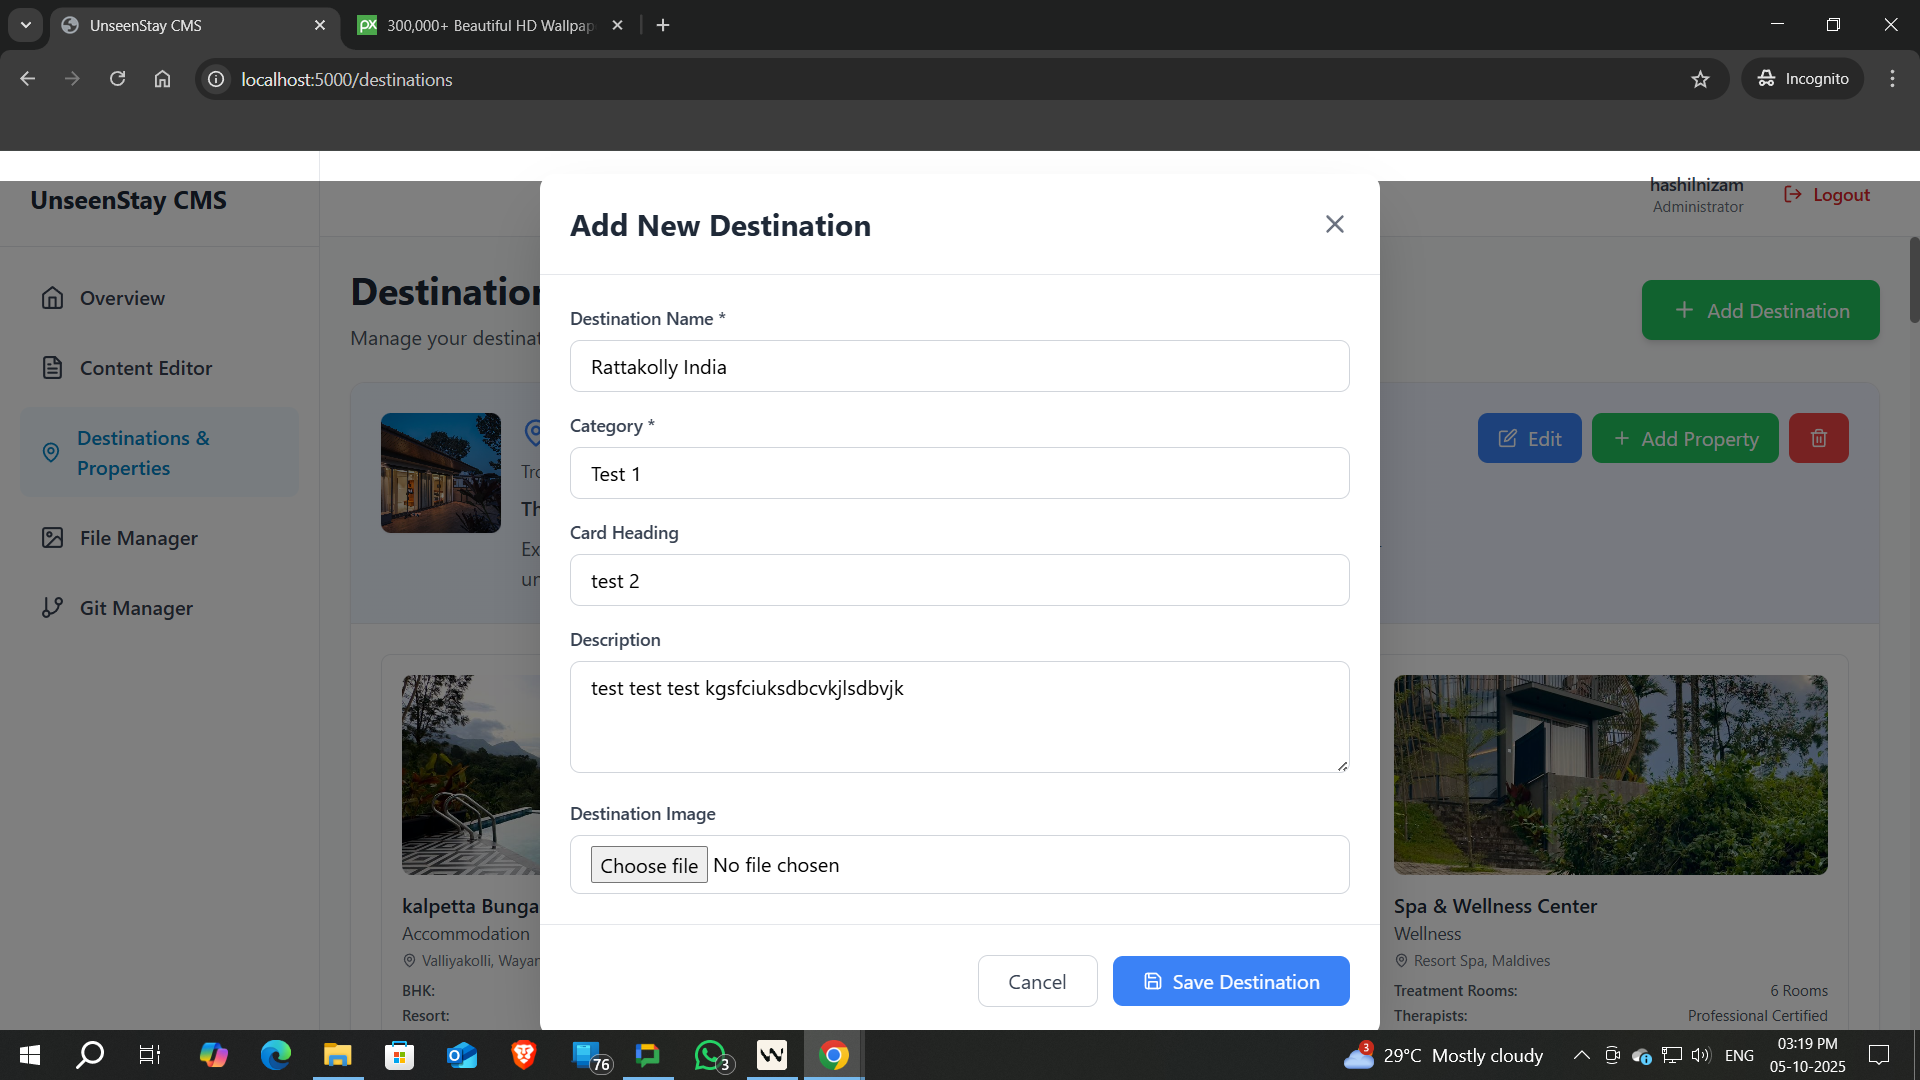 UnseenStay CMS
300,000+ Beautiful HD Wallpap
localhost:5000/destinations
Incognito
UnseenStay CMS
hashilnizam
Administrator
Logout
Overview
Content Editor
Destinations &
Properties
File Manager
Git Manager
Destination
Manage your destinat
Add Destination
Edit
Add Property
Tro
Th
Ex
un
Add New Destination
Destination Name *
Rattakolly India
Category *
Test 1
Card Heading
test 2
Description
test test test kgsfciuksdbcvkjlsdbvjk
Destination Image
Choose file No file chosen
Cancel
Save Destination
kalpetta Bunga
Accommodation
Valliyakolli, Wayan
BHK:
Resort:
Spa & Wellness Center
Wellness
Resort Spa, Maldives
Treatment Rooms: 6 Rooms
Therapists: Professional Certified
76
3
3
29°C Mostly cloudy
ENG
03:19 PM
05-10-2025